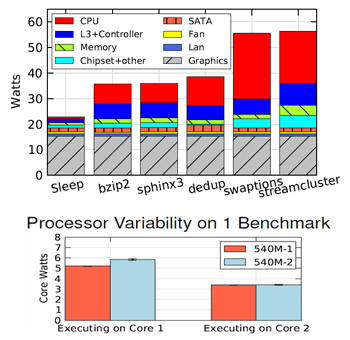 60
50
40
30
20
10
0
Watts
CPU
L3+Controller
Memory
Chipset+other
SATA
Fan
Lan
Graphics
Sleep bzip2 sphinx3 dedup swaptions streamcluster
Processor Variability on 1 Benchmark
8
7
6
5
4
3
2
1
0
Core Watts
540M-1
540M-2
Executing on Core 1 Executing on Core 2